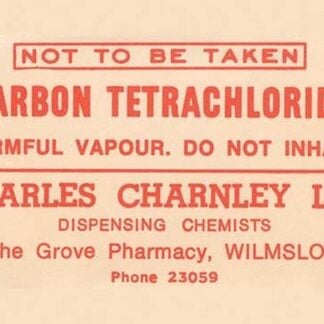 NOT TO BE TAKEN
ARBON TETRACHLORI
RMFUL VAPOUR. DO NOT INHA
ARLES CHARNLEY L
DISPENSING CHEMISTS
he Grove Pharmacy, WILMSLO
Phone 23059